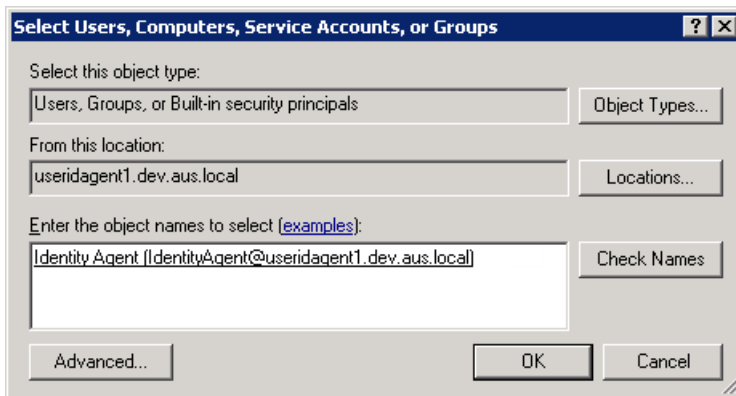 Select Users, Computers, Service Accounts, or Groups
Select this object type:
Users, Groups, or Built-in security principals
Object Types...
From this location:
useridagent1.dev.aus.local
Locations...
Enter the object names to select (examples):
Identity Agent (IdentityAgent@useridagent1.dev.aus.local)
Check Names
Advanced...
OK
Cancel